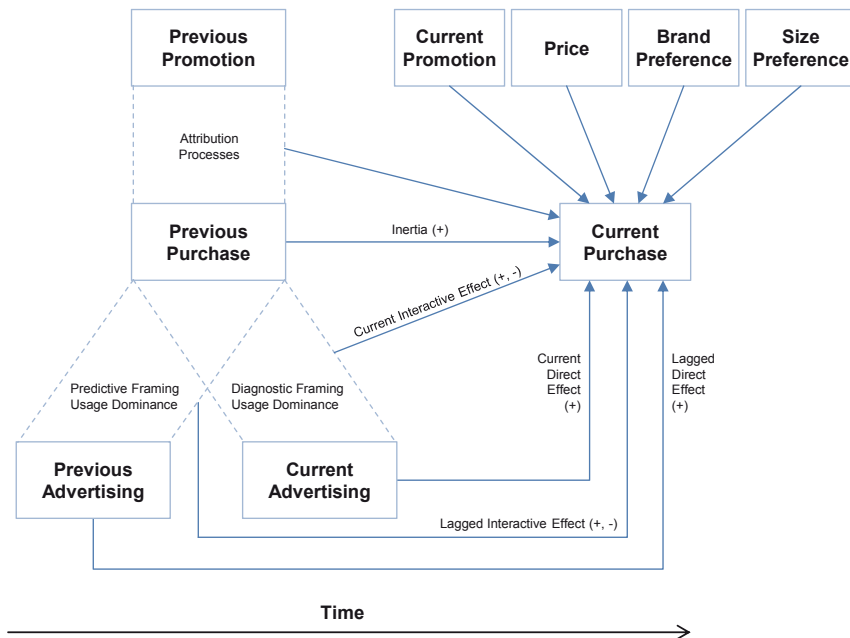 Previous
Promotion
Current
Promotion
Price
Brand
Preference
Size
Preference
Attribution
Processes
Previous
Purchase
Inertia (+)
Current
Purchase
Current Interactive Effect (+, -)
Predictive Framing
Usage Dominance
Diagnostic Framing
Usage Dominance
Current
Direct
Effect
(+)
Lagged
Direct
Effect
(+)
Previous
Advertising
Current
Advertising
Lagged Interactive Effect (+, -)
Time